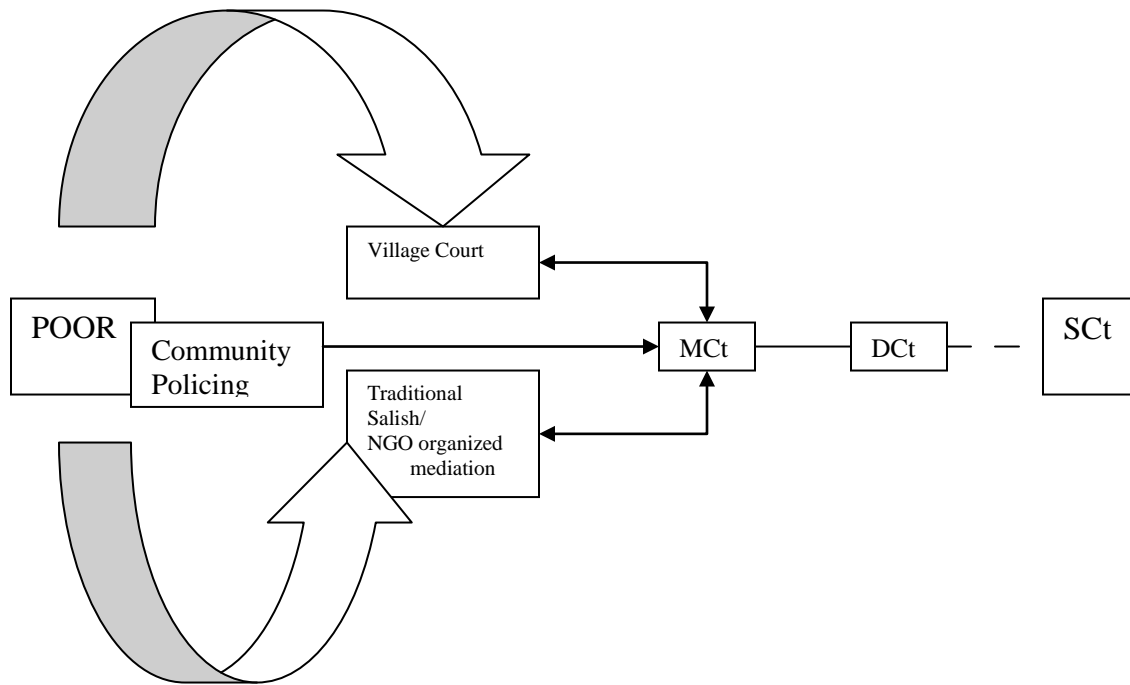 Village Court
POOR
Community
Policing
MCt
DCt
SCt
Traditional
Salish/
NGO organized
mediation